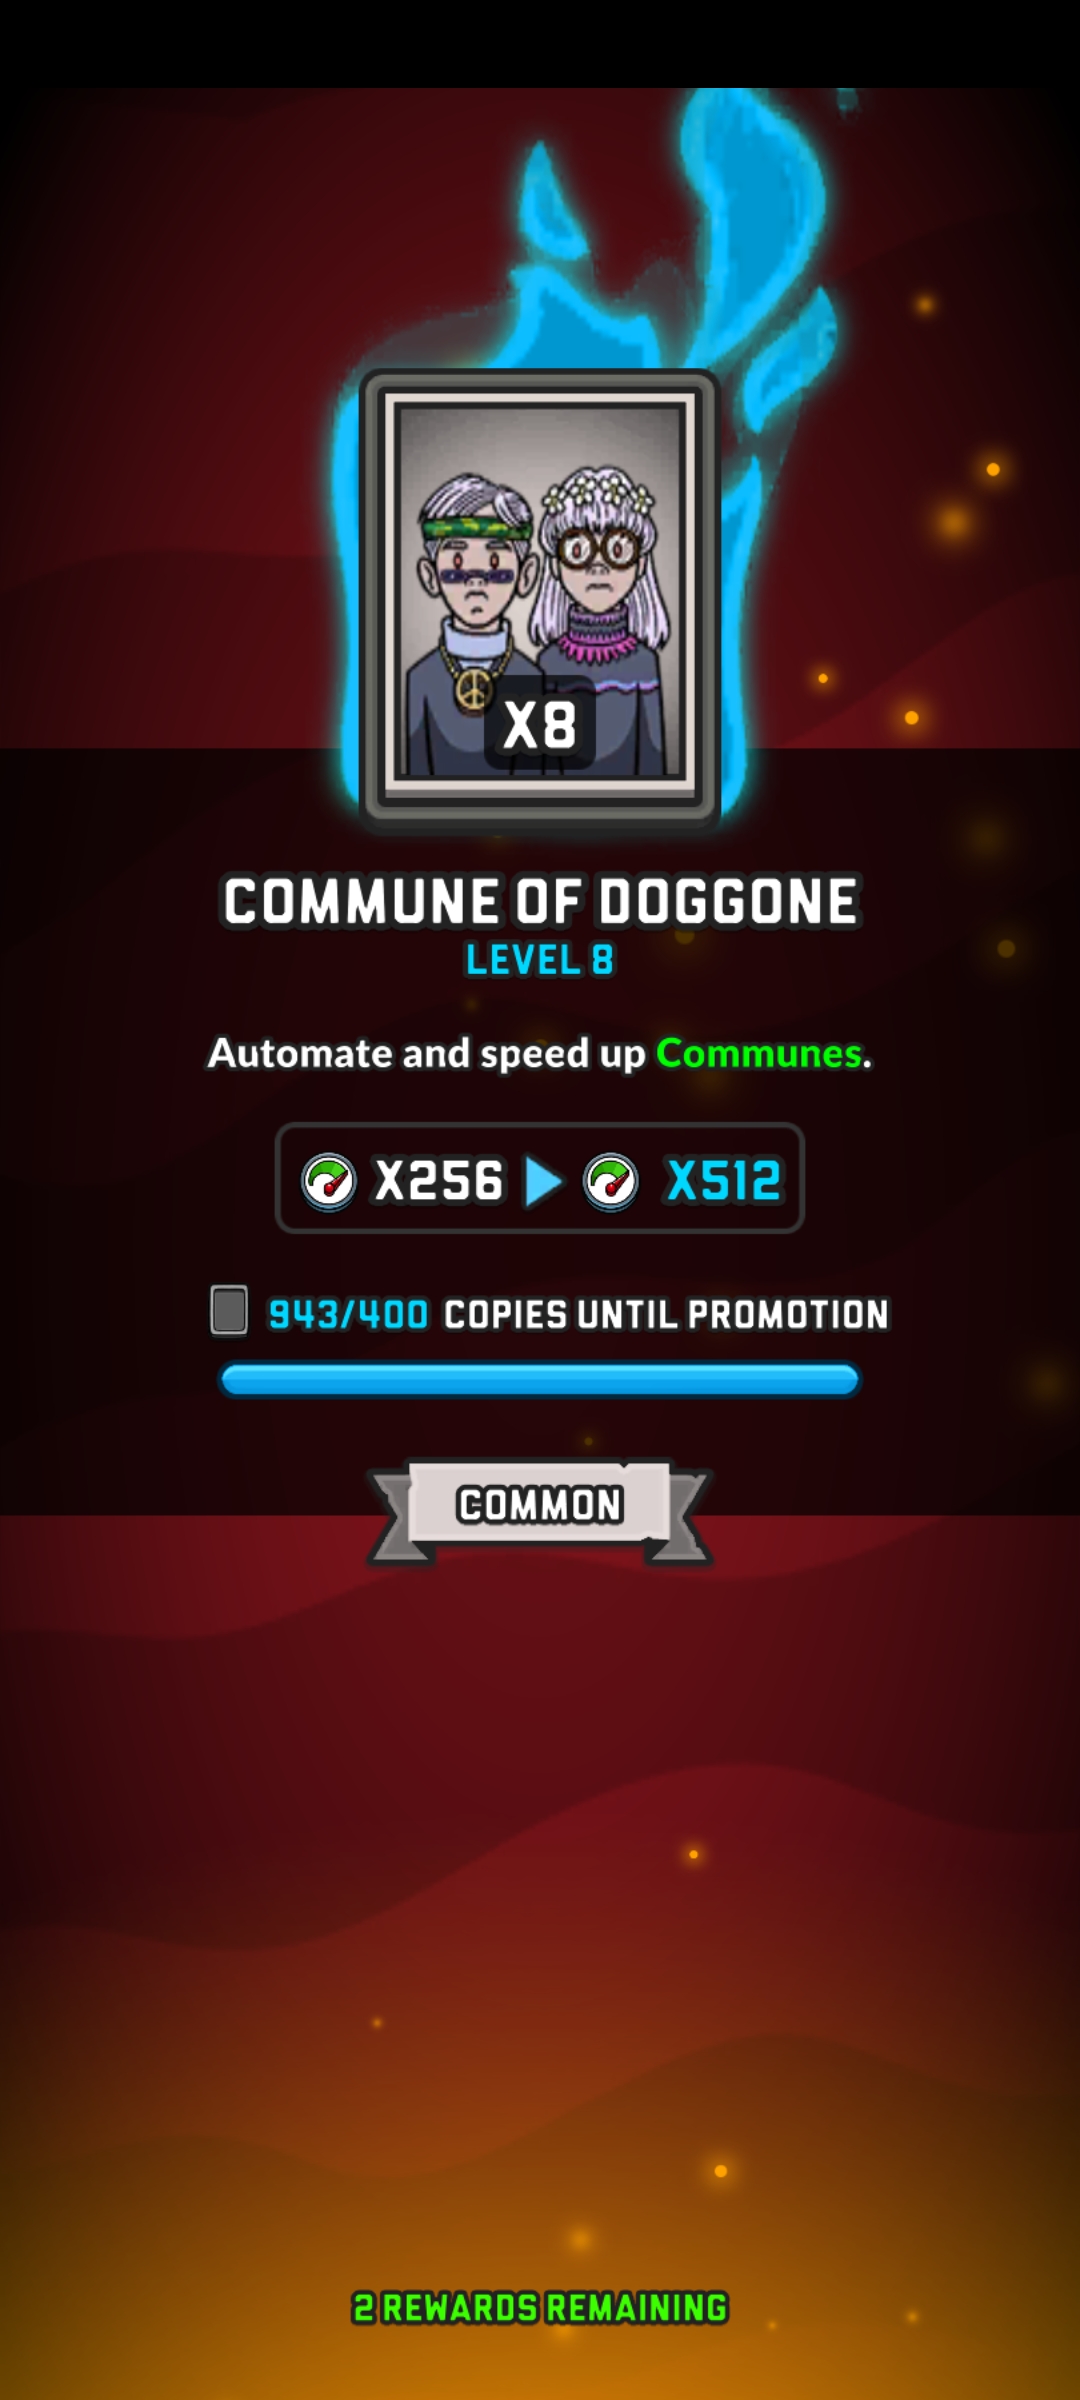 X8
COMMUNE OF DOGGONE
LEVEL 8
Automate and speed up Communes.
X256 X512
943/400 COPIES UNTIL PROMOTION
COMMON
2 REWARDS REMAINING